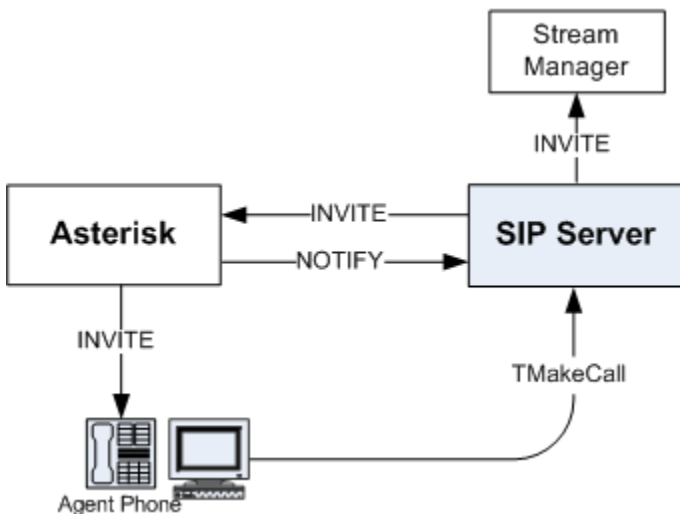 Stream
Manager
INVITE
Asterisk
INVITE
NOTIFY
SIP Server
INVITE
TMakeCall
Agent Phone